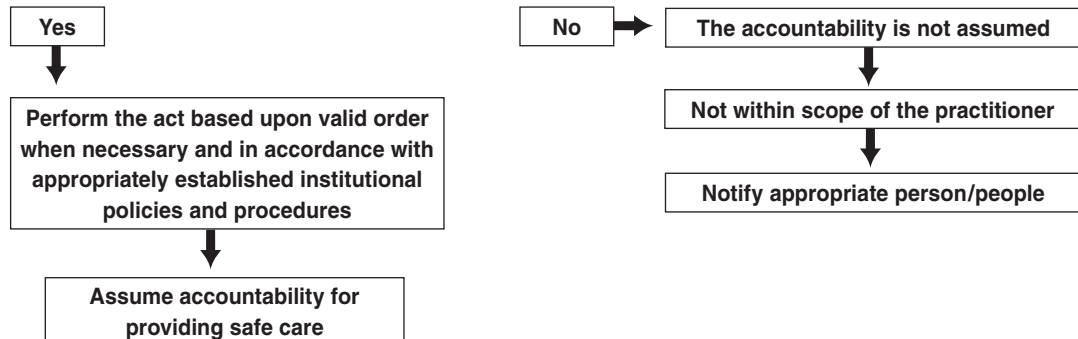 Yes
Perform the act based upon valid order
when necessary and in accordance with
appropriately established institutional
policies and procedures
Assume accountability for
providing safe care
No
The accountability is not assumed
Not within scope of the practitioner
Notify appropriate person/people